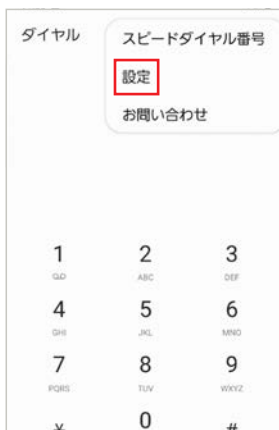 ダイヤル
スピードダイヤル番号
設定
お問い合わせ
1 2 3
ABC DEF
4 5 6
GHI JKL MNO
7 8 9
PQRS TUV WXYZ
0 #